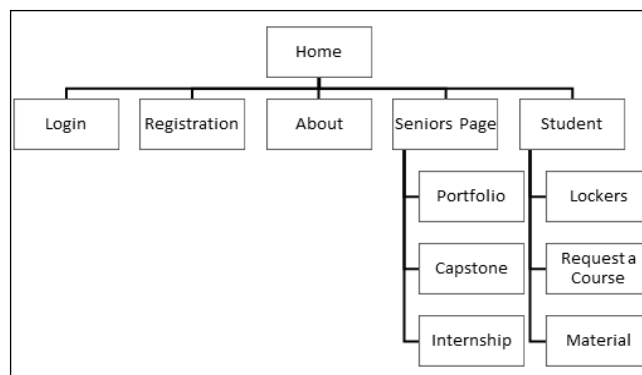 Home
Login
Registration
About
Seniors Page
Student
Portfolio
Lockers
Capstone
Request a
Course
Internship
Material